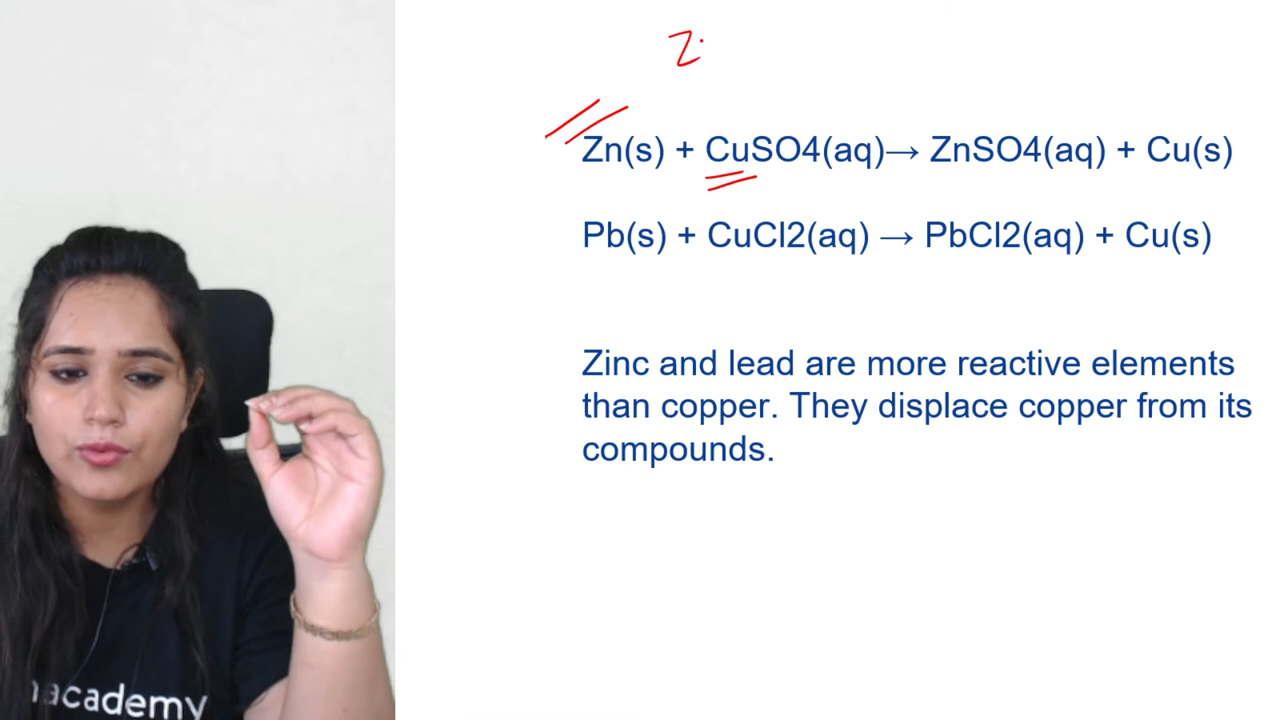 Z
Zn(s) + CuSO4(aq)→ ZnSO4(aq) + Cu(s)
Pb(s) + CuCl2(aq) → PbCl2(aq) + Cu(s)
Zinc and lead are more reactive elements
than copper. They displace copper from its
compounds.
nacademy